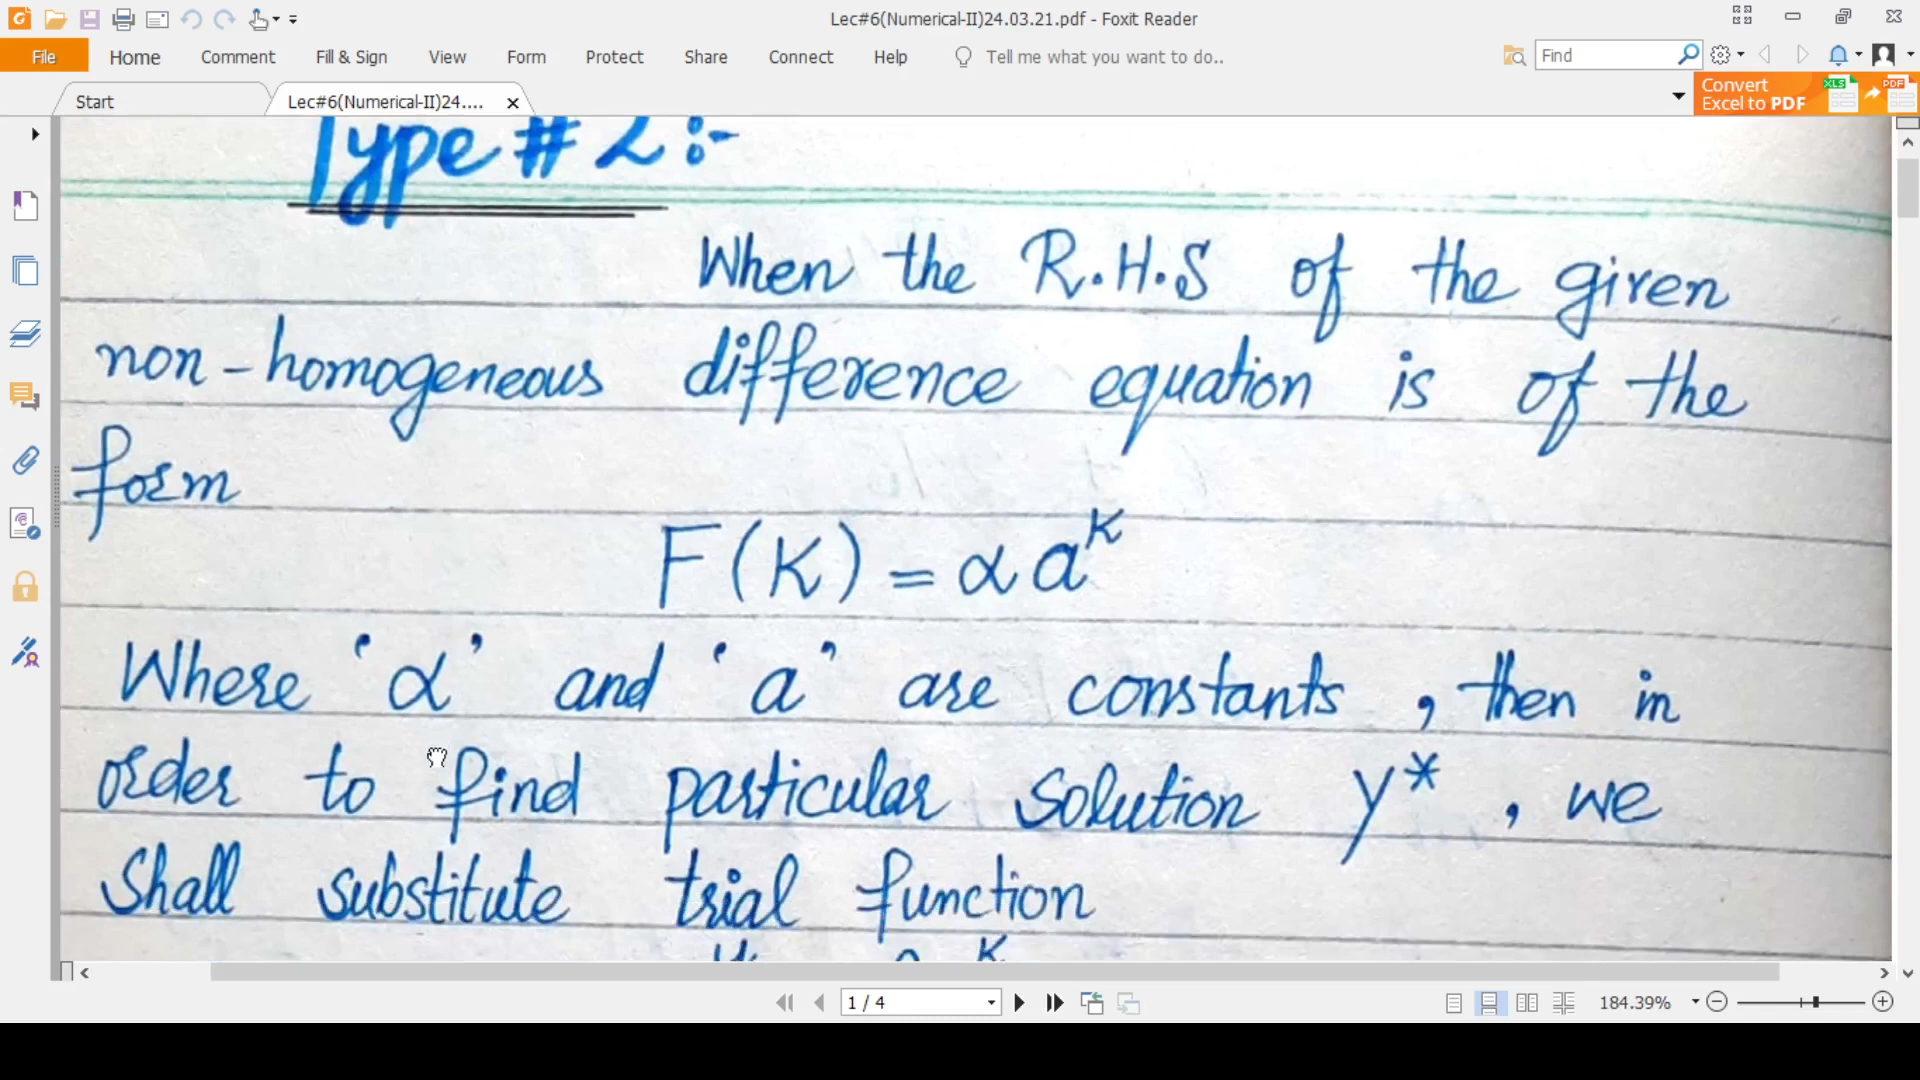 Lec#6(Numerical-II)24.03.21.pdf - Foxit Reader
File Home Comment Fill & Sign View Form Protect Share Connect Help Tell me what you want to do.. Find
Start Lec#6(Numerical-II)24.... Convert Excel to PDF XLS PDF
Type # 2 :-
When the R.H.S of the given
non-homogeneous difference equation is of the
form
F(K) = αa^K
Where 'α' and 'a' are constants, then in
order to find particular solution y*, we
shall substitute trial function
1 / 4 184.39%